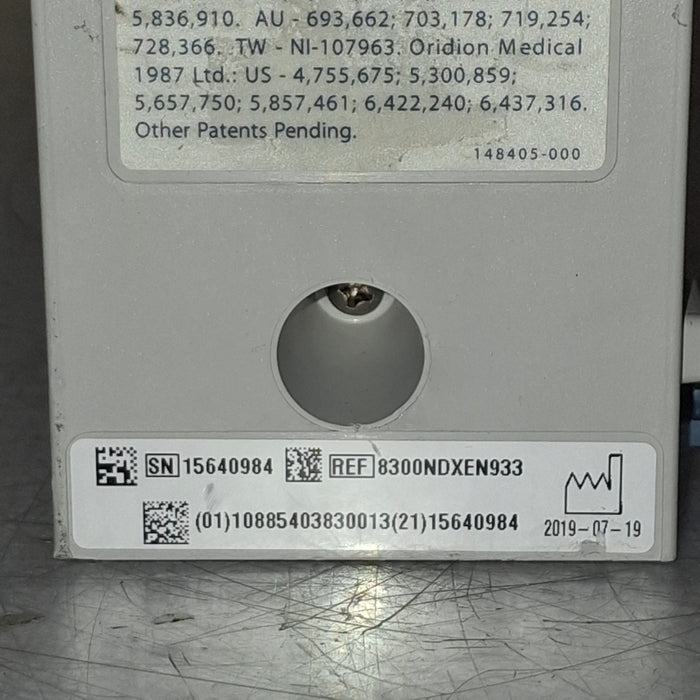 5,836,910. AU - 693,662; 703,178; 719,254;
728,366. TW - NI-107963. Oridion Medical
1987 Ltd.: US - 4,755,675; 5,300,859;
5,657,750; 5,857,461; 6,422,240; 6,437,316.
Other Patents Pending.
148405-000
SN 15640984 REF 8300NDXEN933
(01)10885403830013(21)15640984
2019-07-19